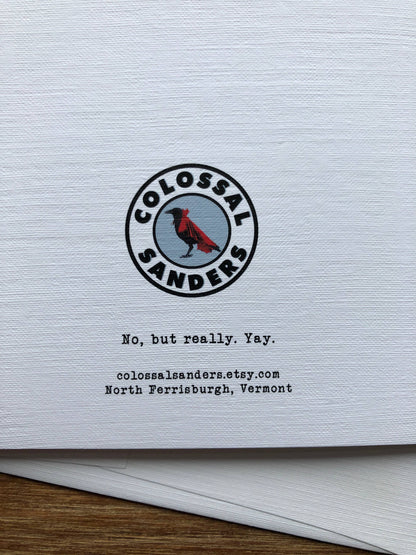 COLOSSAL
SANDERS
No, but really. Yay.
colossalsanders.etsy.com
North Ferrisburgh, Vermont